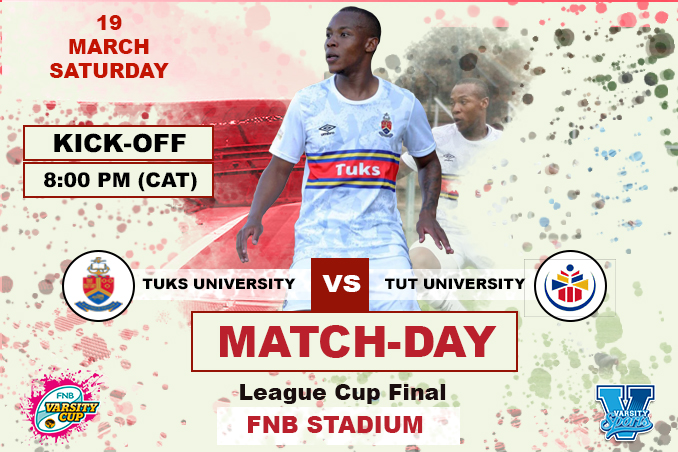 19
MARCH
SATURDAY
KICK-OFF
8:00 PM (CAT)
umbro
Tuks
TUKS UNIVERSITY
VS
TUT UNIVERSITY
MATCH-DAY
League Cup Final
FNB STADIUM
FNB
VARSITY
CUP
V
VARSITY
Sports